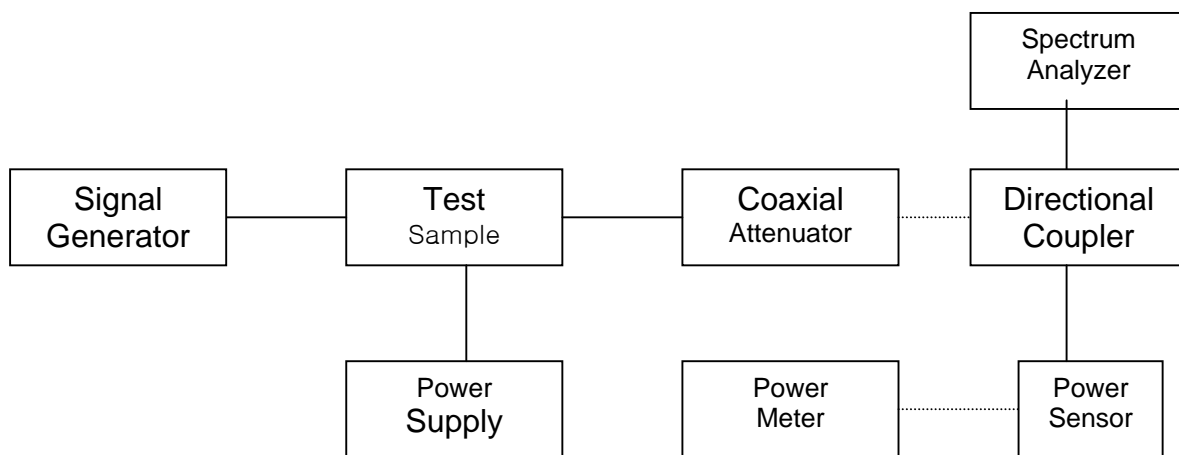 Spectrum
Analyzer
Signal
Generator
Test
Sample
Coaxial
Attenuator
Directional
Coupler
Power
Supply
Power
Meter
Power
Sensor